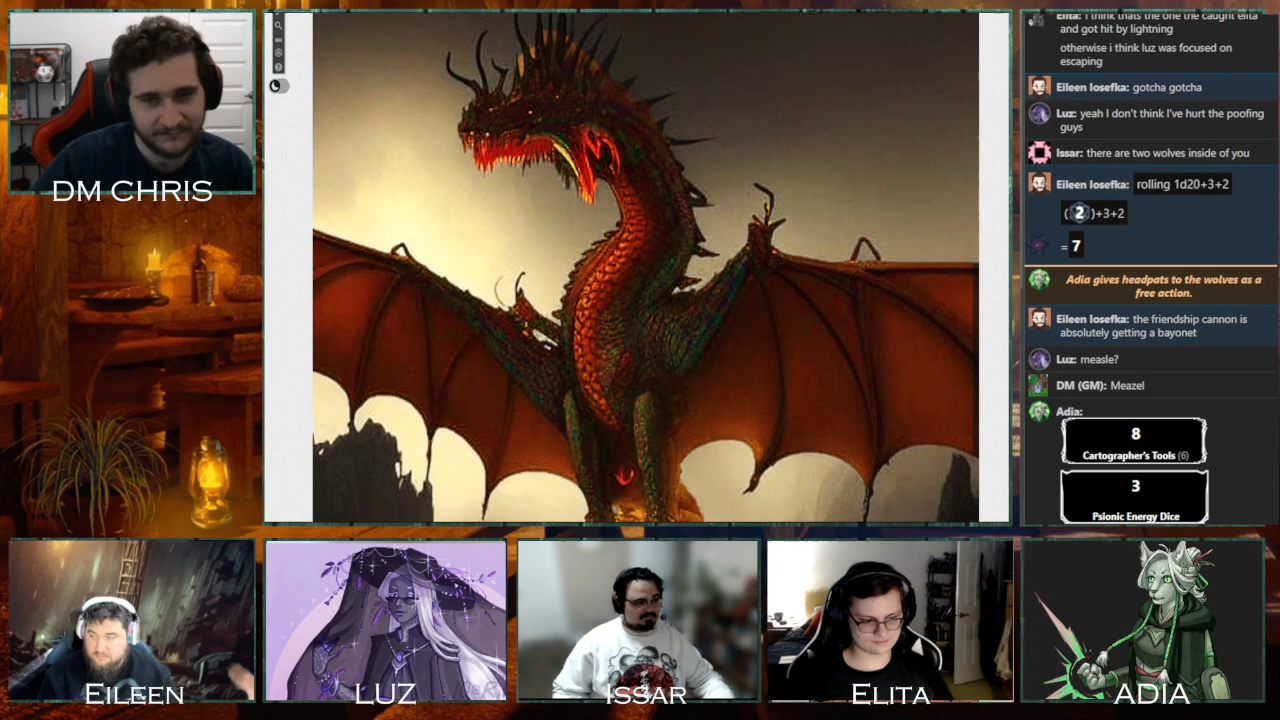 DM CHRIS
Elita: I think thats the one the caught elita
and got hit by lightning
otherwise i think luz was focused on
escaping
Eileen Iosefka: gotcha gotcha
Luz: yeah I don't think I've hurt the poofing
guys
Issar: there are two wolves inside of you
Eileen Iosefka: rolling 1d20+3+2
(2)+3+2
= 7
Adia gives headpats to the wolves as a
free action.
Eileen Iosefka: the friendship cannon is
absolutely getting a bayonet
Luz: measle?
DM (GM): Meazel
Adia:
8
Cartographer's Tools (6)
3
Psionic Energy Dice
EILEEN
LUZ
ISSAR
ELITA
ADIA